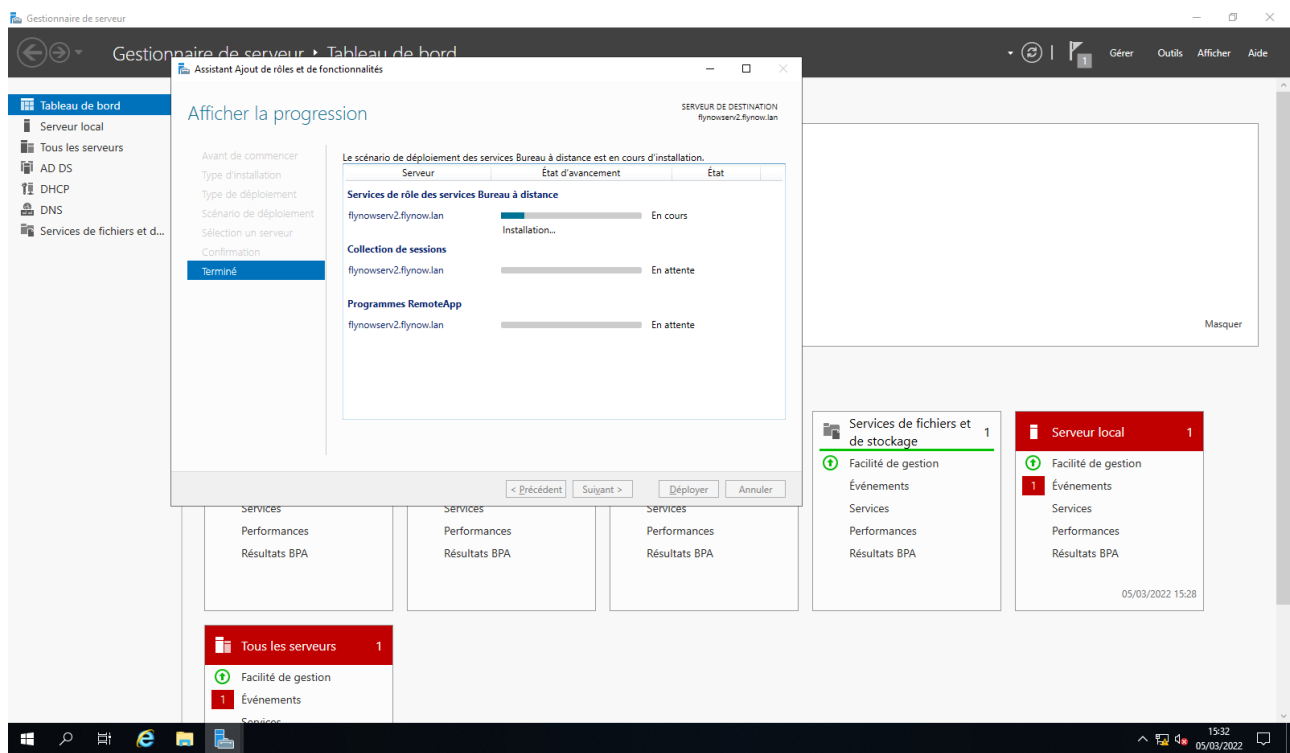 Gestionnaire de serveur
Gestionnaire de serveur • Tableau de bord
1
Gérer Outils Afficher Aide
Tableau de bord
Serveur local
Tous les serveurs
AD DS
DHCP
DNS
Services de fichiers et d...
Assistant Ajout de rôles et de fonctionnalités
Afficher la progression
SERVEUR DE DESTINATION
flynowserv2.flynow.lan
Avant de commencer
Type d'installation
Type de déploiement
Scénario de déploiement
Sélection un serveur
Confirmation
Terminé
Le scénario de déploiement des services Bureau à distance est en cours d'installation.
Serveur État d'avancement État
Services de rôle des services Bureau à distance
flynowserv2.flynow.lan En cours
Installation...
Collection de sessions
flynowserv2.flynow.lan En attente
Programmes RemoteApp
flynowserv2.flynow.lan En attente
< Précédent Suivant > Déployer Annuler
Masquer
Services
Performances
Résultats BPA
Services
Performances
Résultats BPA
Services
Performances
Résultats BPA
Services de fichiers et
de stockage
1
Facilité de gestion
Événements
Services
Performances
Résultats BPA
Serveur local 1
Facilité de gestion
1 Événements
Services
Performances
Résultats BPA
05/03/2022 15:28
Tous les serveurs 1
Facilité de gestion
1 Événements
Services
15:32
05/03/2022